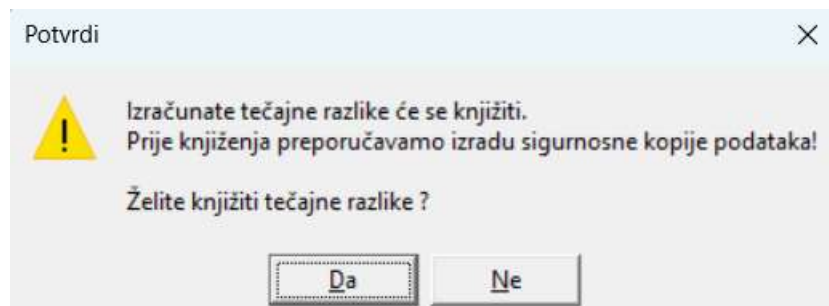 Potvrdi
Izračunate tečajne razlike će se knjižiti.
Prije knjiženja preporučavamo izradu sigurnosne kopije podataka!
Želite knjižiti tečajne razlike ?
Da
Ne